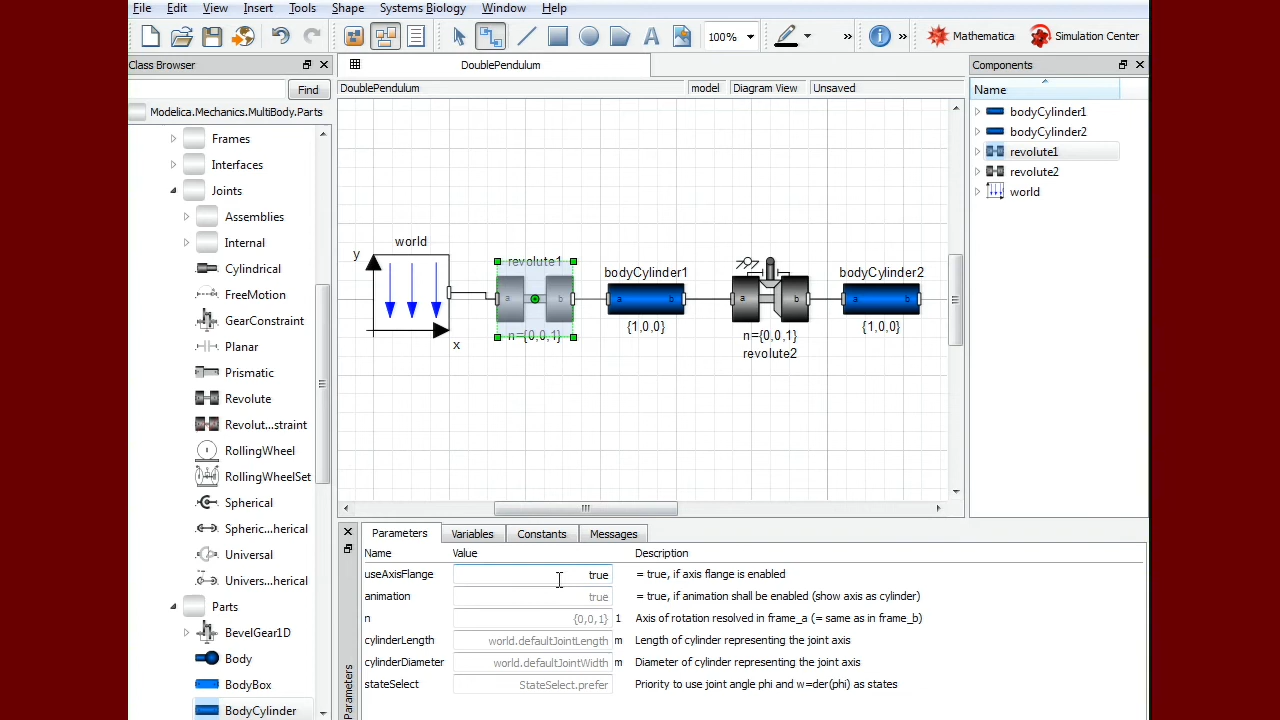 File Edit View Insert Tools Shape Systems Biology Window Help
100% » » Mathematica Simulation Center
Class Browser
Find
Modelica.Mechanics.MultiBody.Parts
Frames
Interfaces
Joints
Assemblies
Internal
Cylindrical
FreeMotion
GearConstraint
Planar
Prismatic
Revolute
Revolut...straint
RollingWheel
RollingWheelSet
Spherical
Spheric...herical
Universal
Univers...herical
Parts
BevelGear1D
Body
BodyBox
BodyCylinder
DoublePendulum
DoublePendulum model Diagram View Unsaved
world
y
x
revolute1
a b
n={0,0,1}
bodyCylinder1
a b
{1,0,0}
a b
n={0,0,1}
revolute2
bodyCylinder2
a b
{1,0,0}
Components
Name
bodyCylinder1
bodyCylinder2
revolute1
revolute2
world
Parameters
Parameters Variables Constants Messages
Name Value Description
useAxisFlange true = true, if axis flange is enabled
animation true = true, if animation shall be enabled (show axis as cylinder)
n {0,0,1} 1 Axis of rotation resolved in frame_a (= same as in frame_b)
cylinderLength world.defaultJointLength m Length of cylinder representing the joint axis
cylinderDiameter world.defaultJointWidth m Diameter of cylinder representing the joint axis
stateSelect StateSelect.prefer Priority to use joint angle phi and w=der(phi) as states